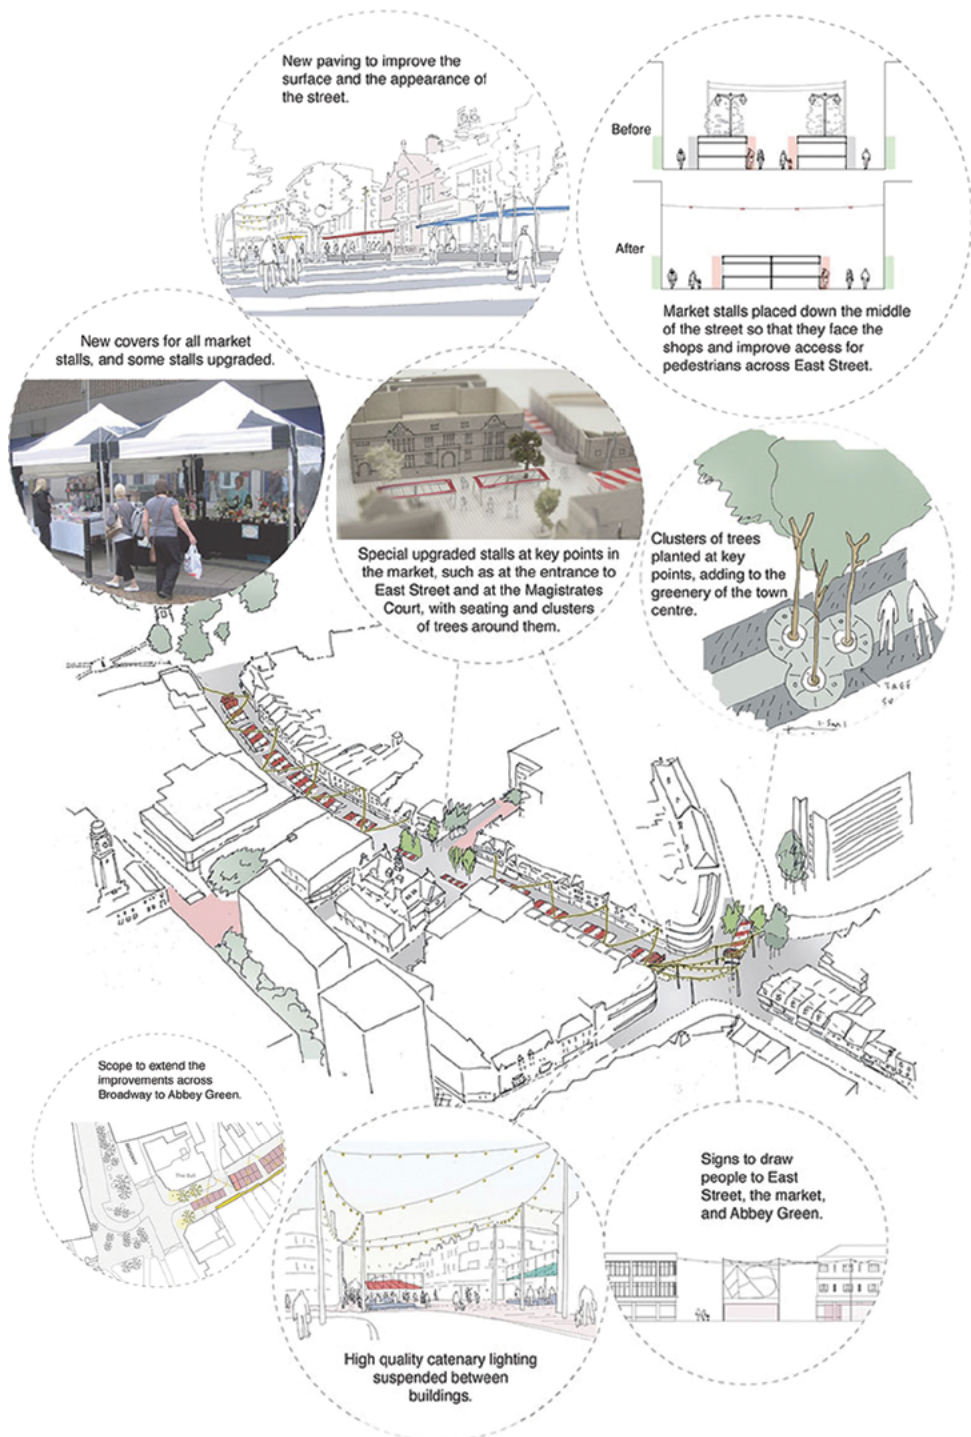 New paving to improve the
surface and the appearance of
the street.
Before
After
Market stalls placed down the middle
of the street so that they face the
shops and improve access for
pedestrians across East Street.
New covers for all market
stalls, and some stalls upgraded.
Special upgraded stalls at key points in
the market, such as at the entrance to
East Street and at the Magistrates
Court, with seating and clusters
of trees around them.
Clusters of trees
planted at key
points, adding to the
greenery of the town
centre.
TREE
Scope to extend the
improvements across
Broadway to Abbey Green.
The Bull
High quality catenary lighting
suspended between
buildings.
Signs to draw
people to East
Street, the market,
and Abbey Green.